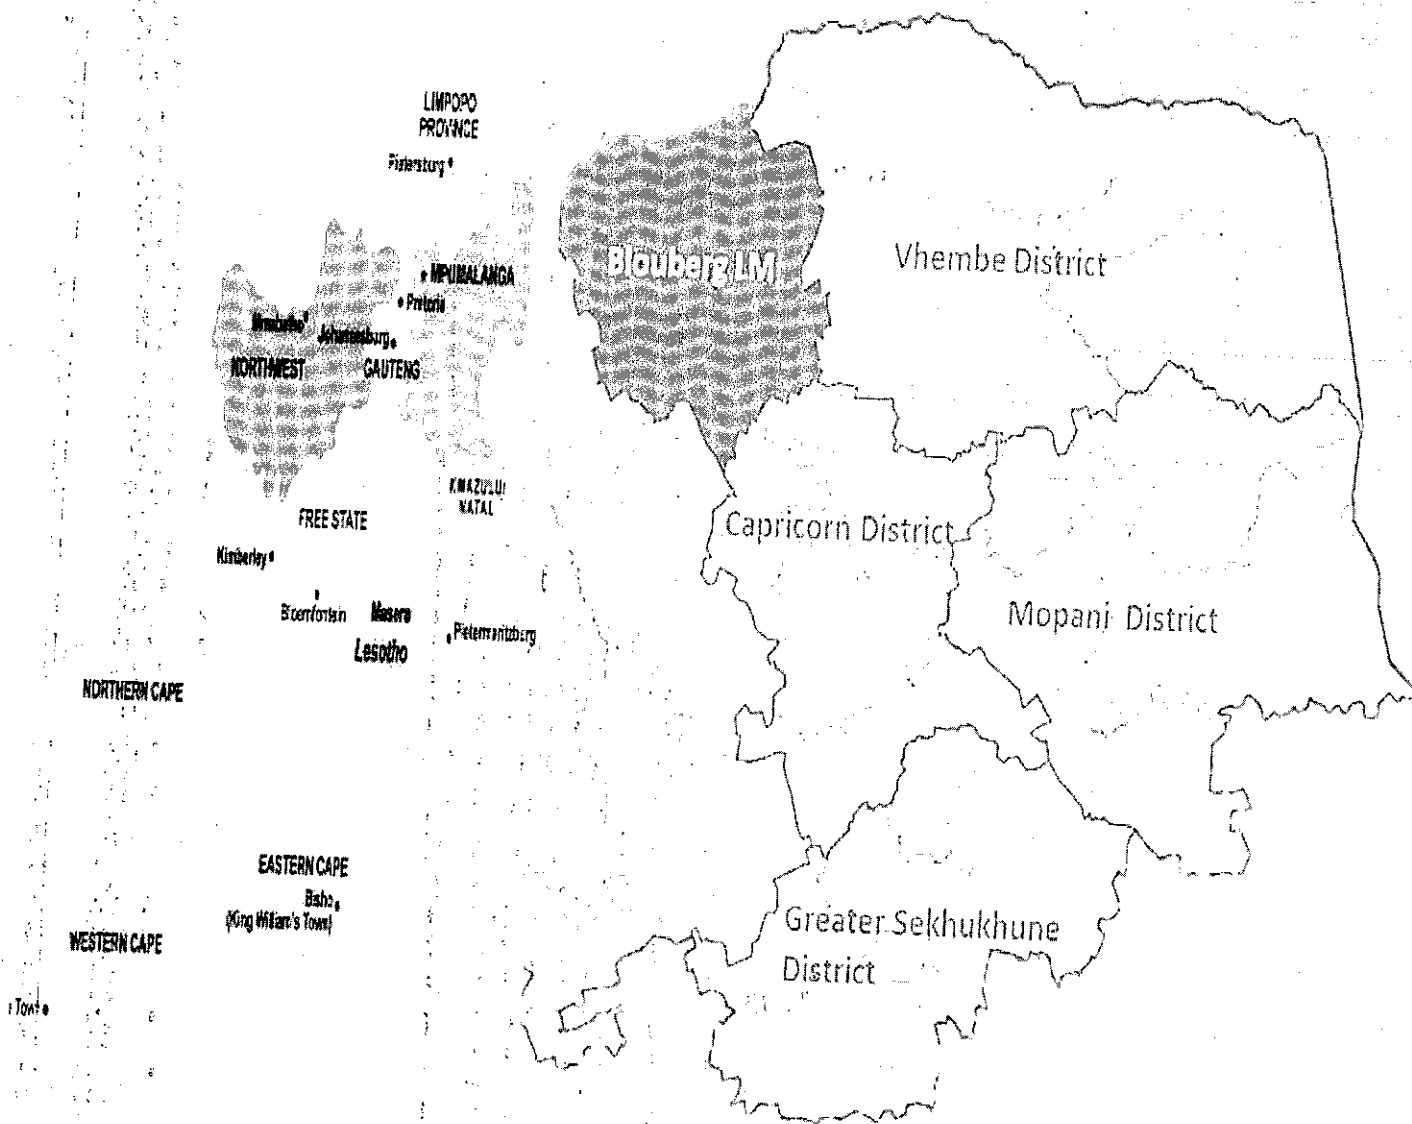 LIMPOPO
PROVINCE
Pietersburg
MPUMALANGA
Pretoria
Mmabatho
Johannesburg
NORTHWEST
GAUTENG
KWAZULU/
NATAL
FREE STATE
Kimberley
Bloemfontein
Maseru
Lesotho
Pietermaritzburg
NORTHERN CAPE
EASTERN CAPE
Bisho
(King William's Town)
WESTERN CAPE
Town
Blouberg LM
Vhembe District
Capricorn District
Mopani District
Greater Sekhukhune
District